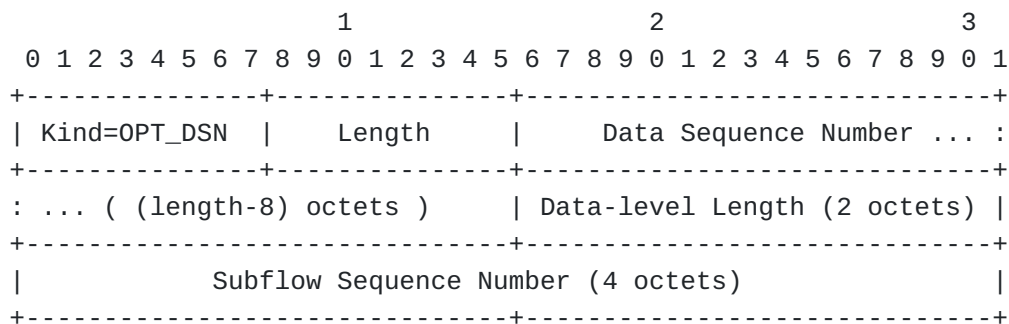 1                   2                   3
 0 1 2 3 4 5 6 7 8 9 0 1 2 3 4 5 6 7 8 9 0 1 2 3 4 5 6 7 8 9 0 1
+---------------+---------------+-------------------------------+
| Kind=OPT_DSN  |    Length     |     Data Sequence Number ... :
+---------------+---------------+-------------------------------+
: ... ( (length-8) octets )     | Data-level Length (2 octets) |
+-------------------------------+-------------------------------+
|            Subflow Sequence Number (4 octets)                |
+-------------------------------+-------------------------------+